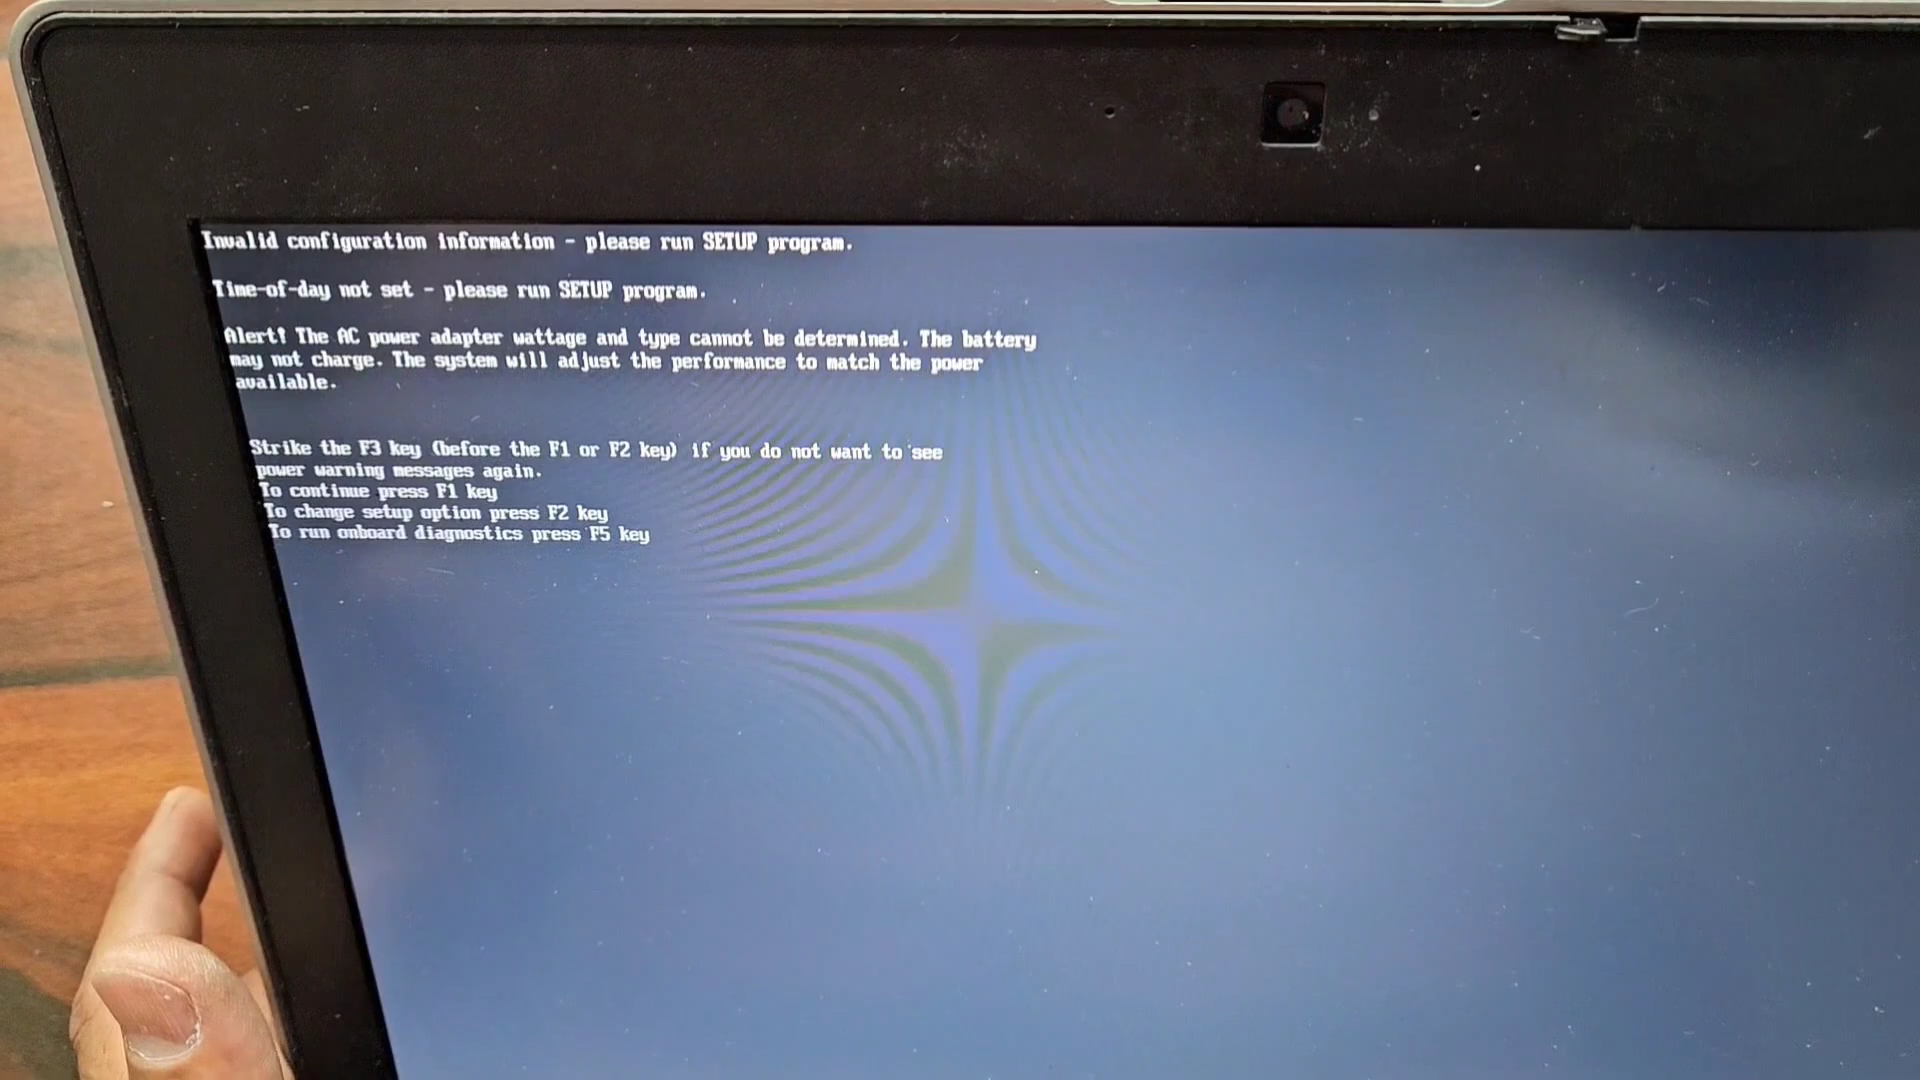 Invalid configuration information - please run SETUP program.
Time-of-day not set - please run SETUP program.
Alert! The AC power adapter wattage and type cannot be determined. The battery
may not charge. The system will adjust the performance to match the power
available.
Strike the F3 key (before the F1 or F2 key) if you do not want to see
power warning messages again.
To continue press F1 key
To change setup option press F2 key
To run onboard diagnostics press F5 key